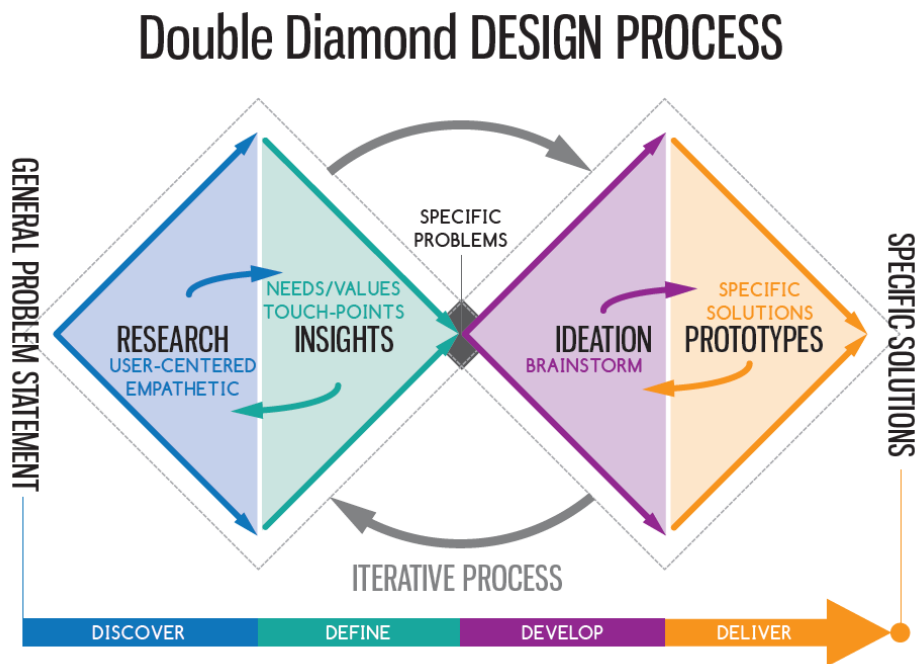 Double Diamond DESIGN PROCESS
GENERAL PROBLEM STATEMENT
SPECIFIC
PROBLEMS
RESEARCH
USER-CENTERED
EMPATHETIC
NEEDS/VALUES
TOUCH-POINTS
INSIGHTS
IDEATION
BRAINSTORM
SPECIFIC
SOLUTIONS
PROTOTYPES
SPECIFIC SOLUTIONS
ITERATIVE PROCESS
DISCOVER
DEFINE
DEVELOP
DELIVER